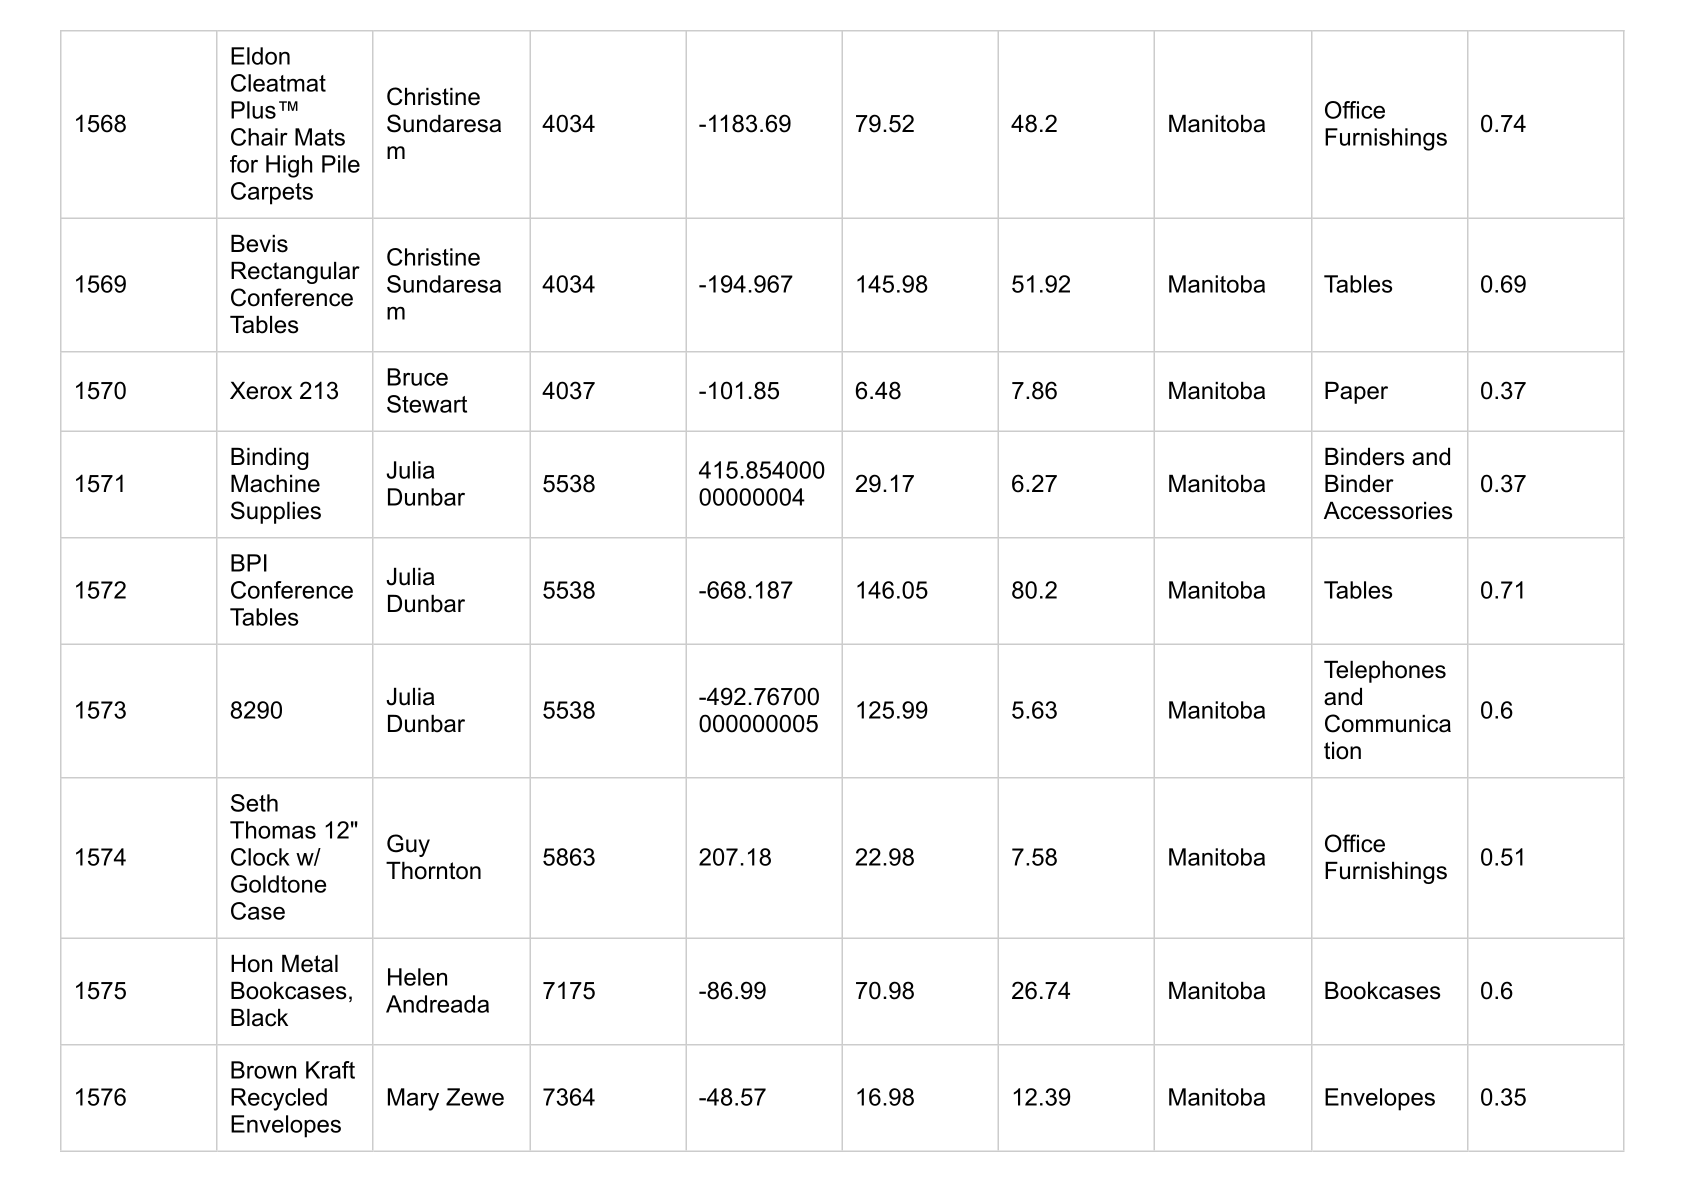 1568
Eldon
Cleatmat
Plus™
Chair Mats
for High Pile
Carpets
Christine
Sundaresa
m
4034
-1183.69
79.52
48.2
Manitoba
Office
Furnishings
0.74
1569
Bevis
Rectangular
Conference
Tables
Christine
Sundaresa
m
4034
-194.967
145.98
51.92
Manitoba
Tables
0.69
1570
Xerox 213
Bruce
Stewart
4037
-101.85
6.48
7.86
Manitoba
Paper
0.37
1571
Binding
Machine
Supplies
Julia
Dunbar
5538
415.854000
00000004
29.17
6.27
Manitoba
Binders and
Binder
Accessories
0.37
1572
BPI
Conference
Tables
Julia
Dunbar
5538
-668.187
146.05
80.2
Manitoba
Tables
0.71
1573
8290
Julia
Dunbar
5538
-492.76700
000000005
125.99
5.63
Manitoba
Telephones
and
Communica
tion
0.6
1574
Seth
Thomas 12"
Clock w/
Goldtone
Case
Guy
Thornton
5863
207.18
22.98
7.58
Manitoba
Office
Furnishings
0.51
1575
Hon Metal
Bookcases,
Black
Helen
Andreada
7175
-86.99
70.98
26.74
Manitoba
Bookcases
0.6
1576
Brown Kraft
Recycled
Envelopes
Mary Zewe
7364
-48.57
16.98
12.39
Manitoba
Envelopes
0.35